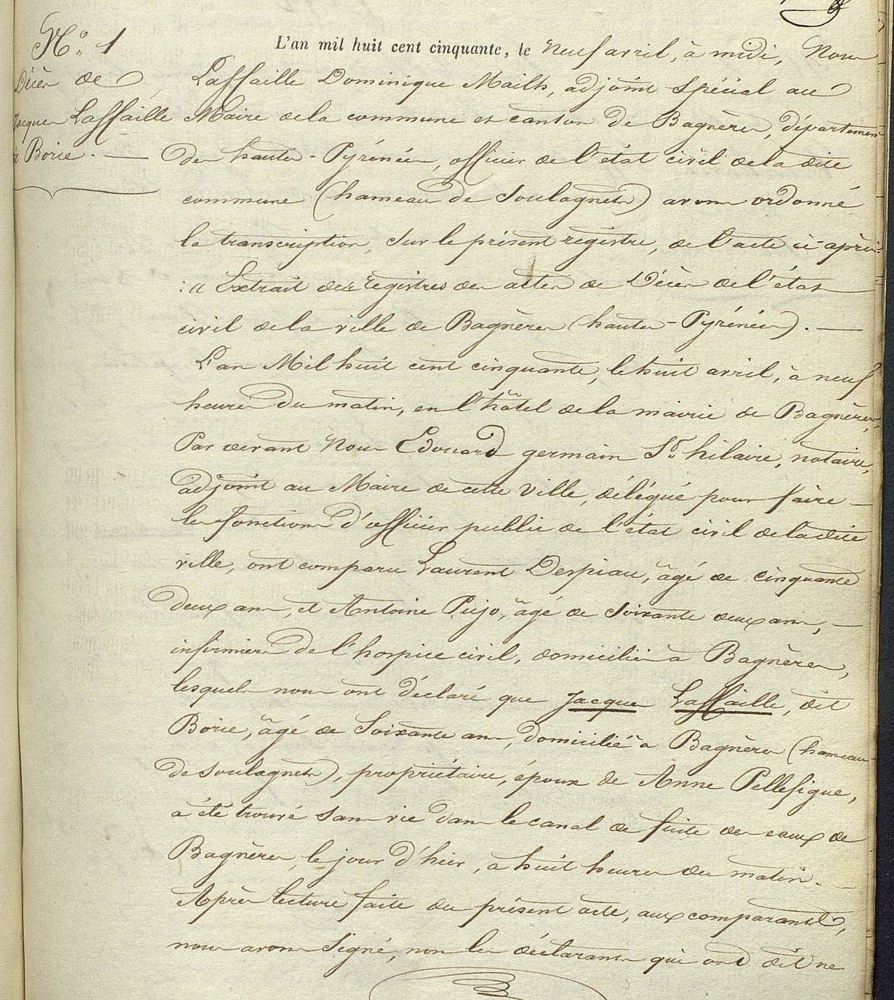 N.° 1
Décès de
Jacques Laffaille
dit Borie.
L'an mil huit cent cinquante, le neuf avril, à midi, Nous
Laffaille Dominique Mailh, adjoint spécial au
Maire de la commune et canton de Bagnères, département
des hautes-Pyrénées, officier de l'état civil de la dite
commune (hameau de Soulagnets) avons ordonné
la transcription, sur le présent registre, de l'acte ci-après
: « Extrait des registres des actes de Décès de l'état
civil de la ville de Bagnères (hautes-Pyrénées).
L'an Mil huit cent cinquante, le huit avril, à neuf
heures du matin, en l'hôtel de la mairie de Bagnères,
Par devant Nous Edouard germain St. hilaire, notaire,
adjoint au Maire de cette Ville, délégué pour faire
les fonctions d'officier public de l'état civil de la dite
ville, ont comparu Laurent Despiau, âgé de cinquante
deux ans, et Antoine Pujo, âgé de soixante deux ans,
infirmiers de l'hospice civil, domiciliés à Bagnères,
lesquels nous ont déclaré que Jacques Laffaille, dit
Borie, âgé de soixante ans, domicilié à Bagnères (hameau
de Soulagnets), propriétaire, époux de Anne Pellefigue,
a été trouvé sans vie dans le canal de fuite des eaux de
Bagnères, le jour d'hier, à huit heures du matin.
Après lecture faite du présent acte, aux comparants,
nous avons signé, non les déclarants qui ont dit ne